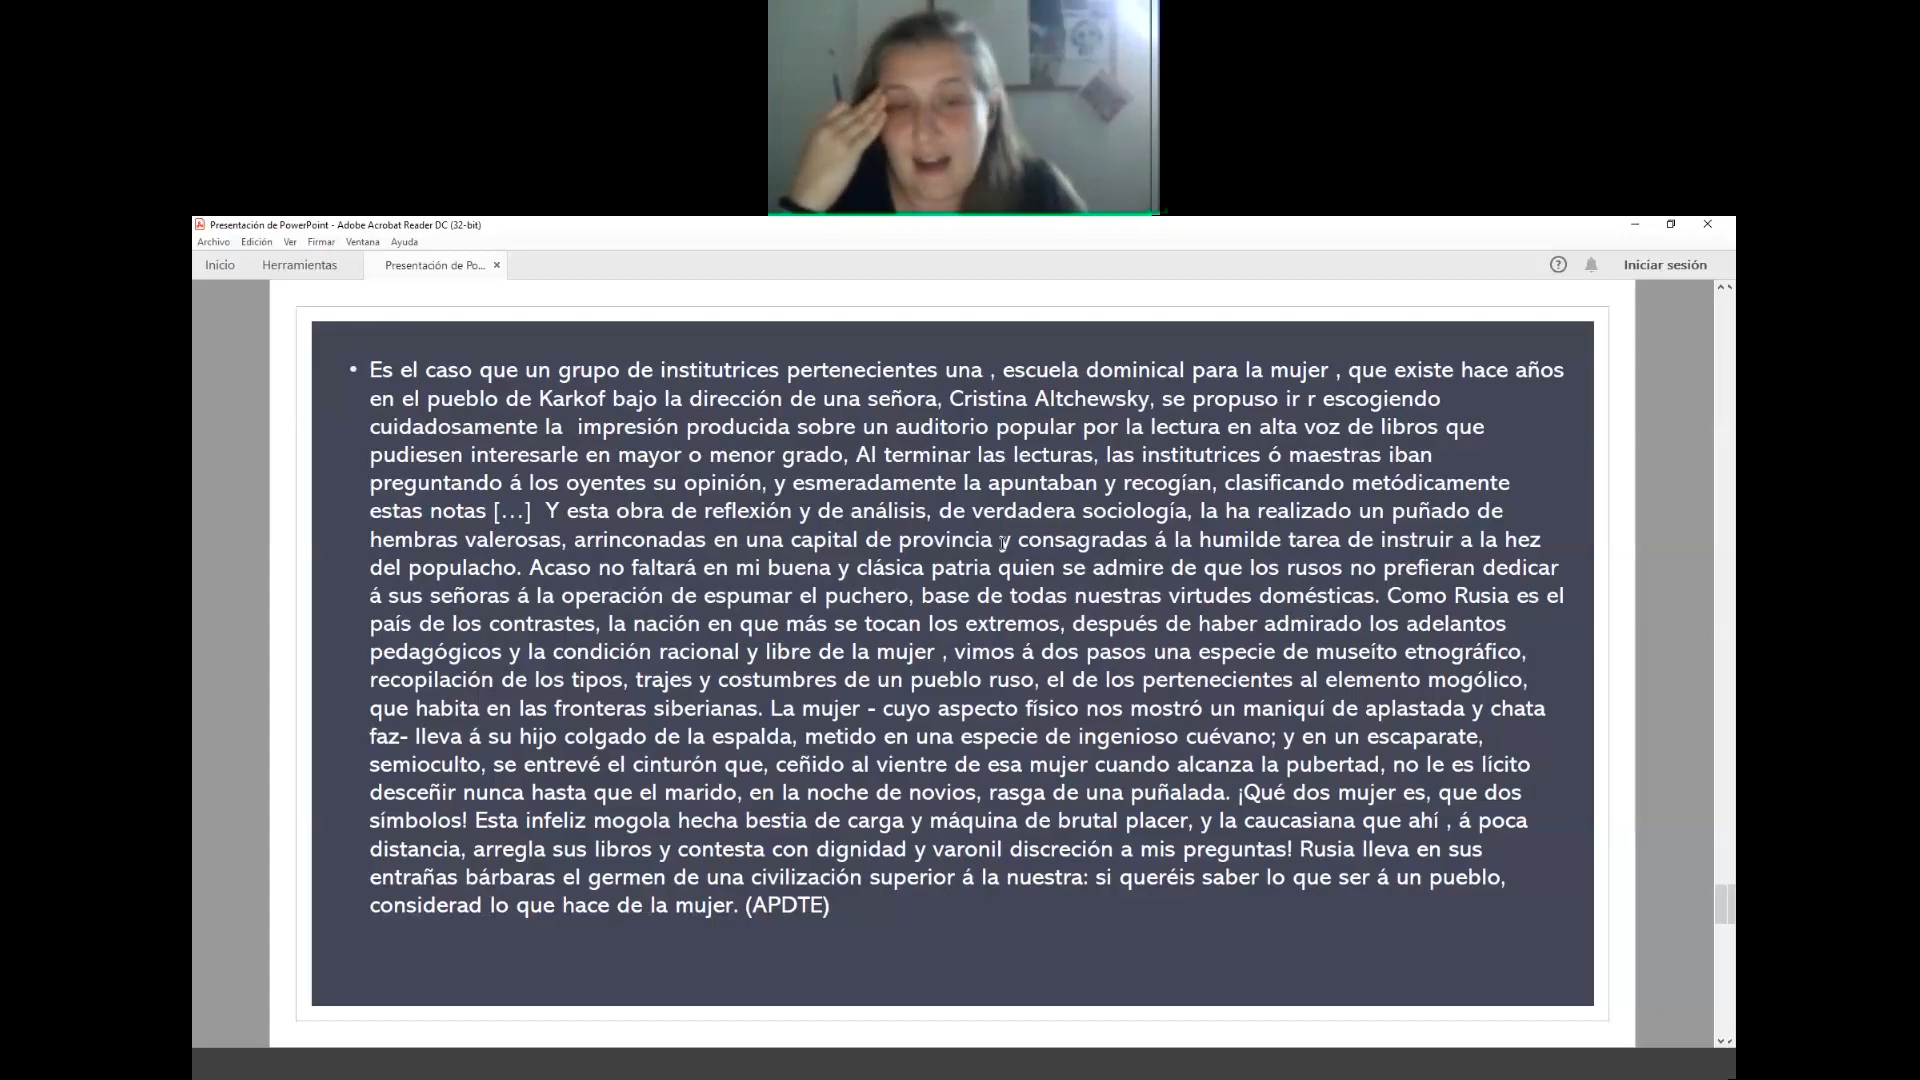 Presentación de PowerPoint - Adobe Acrobat Reader DC (32-bit)
Archivo Edición Ver Firmar Ventana Ayuda
Inicio Herramientas Presentación de Po... Iniciar sesión
• Es el caso que un grupo de institutrices pertenecientes una , escuela dominical para la mujer , que existe hace años
en el pueblo de Karkof bajo la dirección de una señora, Cristina Altchewsky, se propuso ir r escogiendo
cuidadosamente la  impresión producida sobre un auditorio popular por la lectura en alta voz de libros que
pudiesen interesarle en mayor o menor grado, Al terminar las lecturas, las institutrices ó maestras iban
preguntando á los oyentes su opinión, y esmeradamente la apuntaban y recogían, clasificando metódicamente
estas notas [...]  Y esta obra de reflexión y de análisis, de verdadera sociología, la ha realizado un puñado de
hembras valerosas, arrinconadas en una capital de provincia y consagradas á la humilde tarea de instruir a la hez
del populacho. Acaso no faltará en mi buena y clásica patria quien se admire de que los rusos no prefieran dedicar
á sus señoras á la operación de espumar el puchero, base de todas nuestras virtudes domésticas. Como Rusia es el
país de los contrastes, la nación en que más se tocan los extremos, después de haber admirado los adelantos
pedagógicos y la condición racional y libre de la mujer , vimos á dos pasos una especie de museíto etnográfico,
recopilación de los tipos, trajes y costumbres de un pueblo ruso, el de los pertenecientes al elemento mogólico,
que habita en las fronteras siberianas. La mujer - cuyo aspecto físico nos mostró un maniquí de aplastada y chata
faz- lleva á su hijo colgado de la espalda, metido en una especie de ingenioso cuévano; y en un escaparate,
semioculto, se entrevé el cinturón que, ceñido al vientre de esa mujer cuando alcanza la pubertad, no le es lícito
desceñir nunca hasta que el marido, en la noche de novios, rasga de una puñalada. ¡Qué dos mujer es, que dos
símbolos! Esta infeliz mogola hecha bestia de carga y máquina de brutal placer, y la caucasiana que ahí , á poca
distancia, arregla sus libros y contesta con dignidad y varonil discreción a mis preguntas! Rusia lleva en sus
entrañas bárbaras el germen de una civilización superior á la nuestra: si queréis saber lo que ser á un pueblo,
considerad lo que hace de la mujer. (APDTE)